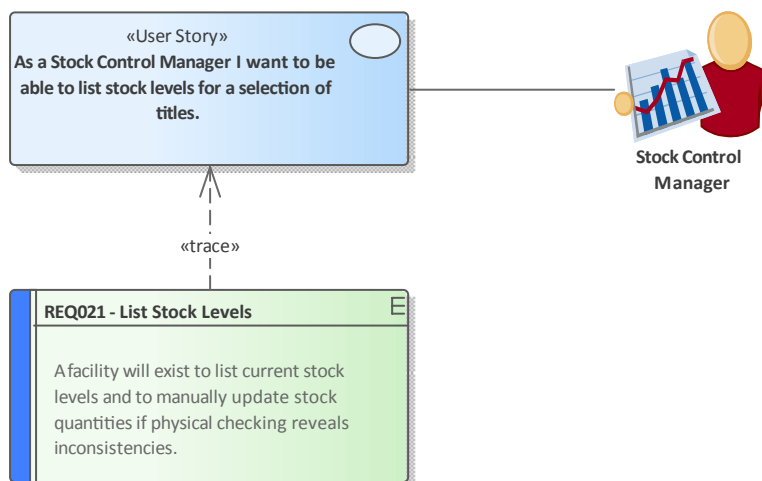 «User Story»
As a Stock Control Manager I want to be
able to list stock levels for a selection of
titles.
Stock Control
Manager
«trace»
REQ021 - List Stock Levels
E
A facility will exist to list current stock
levels and to manually update stock
quantities if physical checking reveals
inconsistencies.